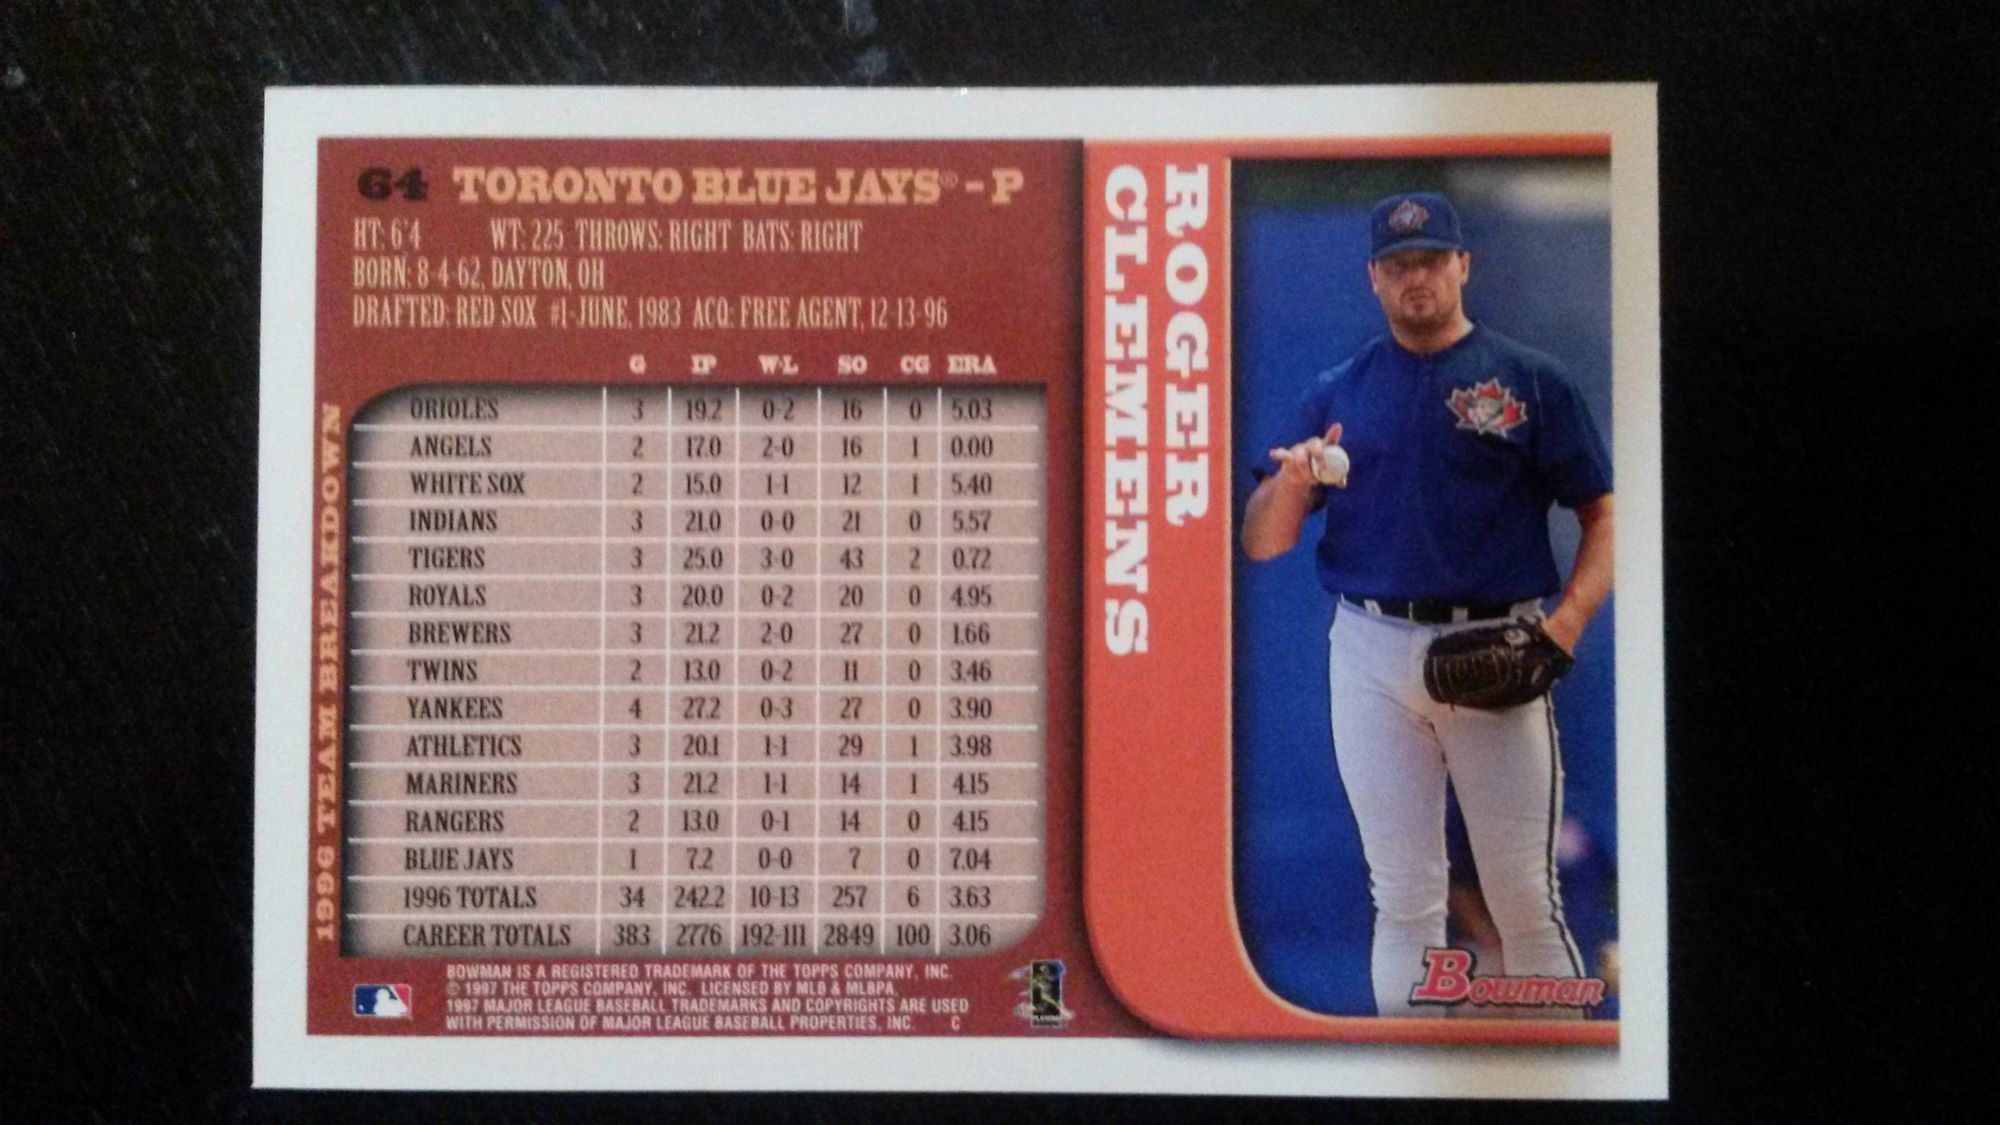 64 TORONTO BLUE JAYS® - P
HT: 6'4 WT: 225 THROWS: RIGHT BATS: RIGHT
BORN: 8-4-62, DAYTON, OH
DRAFTED: RED SOX #1-JUNE, 1983 ACQ: FREE AGENT, 12-13-96
1996 TEAM BREAKDOWN
G IP W-L SO CG ERA
ORIOLES 3 19.2 0-2 16 0 5.03
ANGELS 2 17.0 2-0 16 1 0.00
WHITE SOX 2 15.0 1-1 12 1 5.40
INDIANS 3 21.0 0-0 21 0 5.57
TIGERS 3 25.0 3-0 43 2 0.72
ROYALS 3 20.0 0-2 20 0 4.95
BREWERS 3 21.2 2-0 27 0 1.66
TWINS 2 13.0 0-2 11 0 3.46
YANKEES 4 27.2 0-3 27 0 3.90
ATHLETICS 3 20.1 1-1 29 1 3.98
MARINERS 3 21.2 1-1 14 1 4.15
RANGERS 2 13.0 0-1 14 0 4.15
BLUE JAYS 1 7.2 0-0 7 0 7.04
1996 TOTALS 34 242.2 10-13 257 6 3.63
CAREER TOTALS 383 2776 192-111 2849 100 3.06
BOWMAN IS A REGISTERED TRADEMARK OF THE TOPPS COMPANY, INC.
© 1997 THE TOPPS COMPANY, INC. LICENSED BY MLB & MLBPA.
1997 MAJOR LEAGUE BASEBALL TRADEMARKS AND COPYRIGHTS ARE USED
WITH PERMISSION OF MAJOR LEAGUE BASEBALL PROPERTIES, INC. C
ROGER
CLEMENS
Bowman